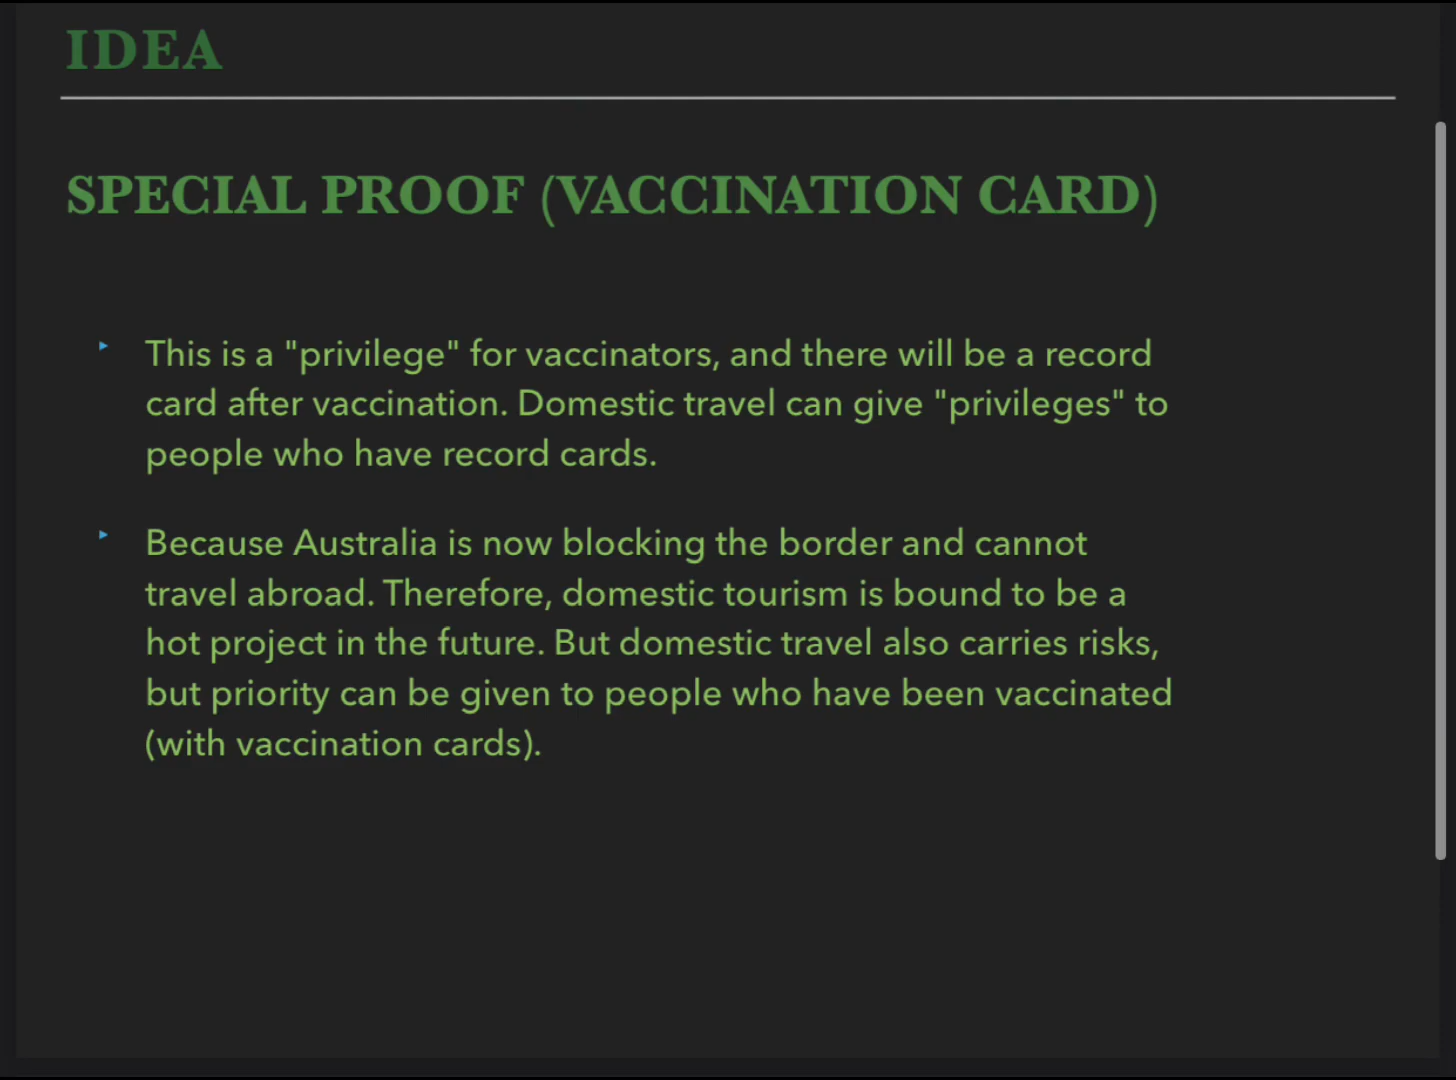 IDEA
SPECIAL PROOF (VACCINATION CARD)
This is a "privilege" for vaccinators, and there will be a record
card after vaccination. Domestic travel can give "privileges" to
people who have record cards.
Because Australia is now blocking the border and cannot
travel abroad. Therefore, domestic tourism is bound to be a
hot project in the future. But domestic travel also carries risks,
but priority can be given to people who have been vaccinated
(with vaccination cards).